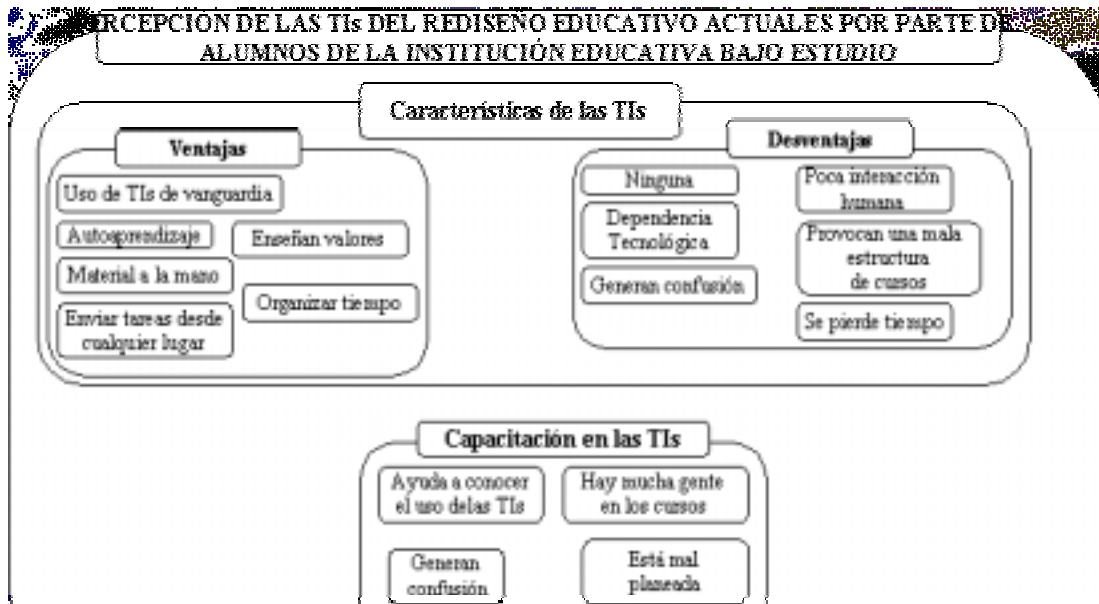 ERCEPCION DE LAS TIs DEL REDISEÑO EDUCATIVO ACTUALES POR PARTE DE
ALUMNOS DE LA INSTITUCIÓN EDUCATIVA BAJO ESTUDIO
Características de las TIs
Ventajas
Uso de TIs de vanguardia
Autoaprendizaje
Enseñan valores
Material a la mano
Organizar tiempo
Enviar tareas desde
cualquier lugar
Desventajas
Ninguna
Poca interacción
humana
Dependencia
Tecnológica
Provocan una mala
estructura
de cursos
Generan confusión
Se pierde tiempo
Capacitación en las TIs
Ayuda a conocer
el uso delas TIs
Hay mucha gente
en los cursos
Generan
confusión
Está mal
planeada